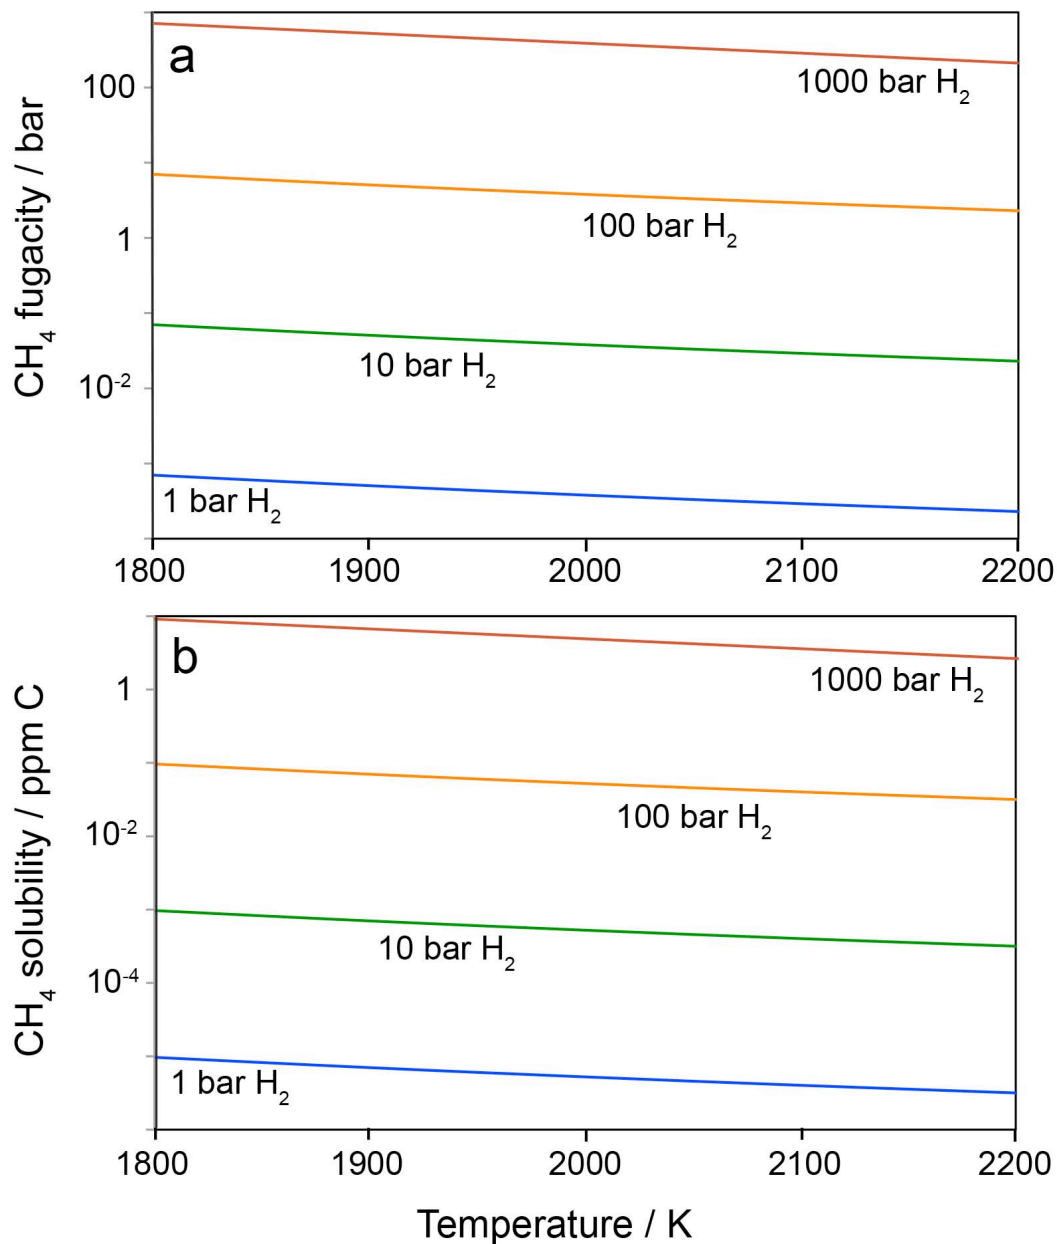 a
CH₄ fugacity / bar
100
1
10⁻²
1000 bar H₂
100 bar H₂
10 bar H₂
1 bar H₂
1800 1900 2000 2100 2200
b
CH₄ solubility / ppm C
1
10⁻²
10⁻⁴
1000 bar H₂
100 bar H₂
10 bar H₂
1 bar H₂
1800 1900 2000 2100 2200
Temperature / K